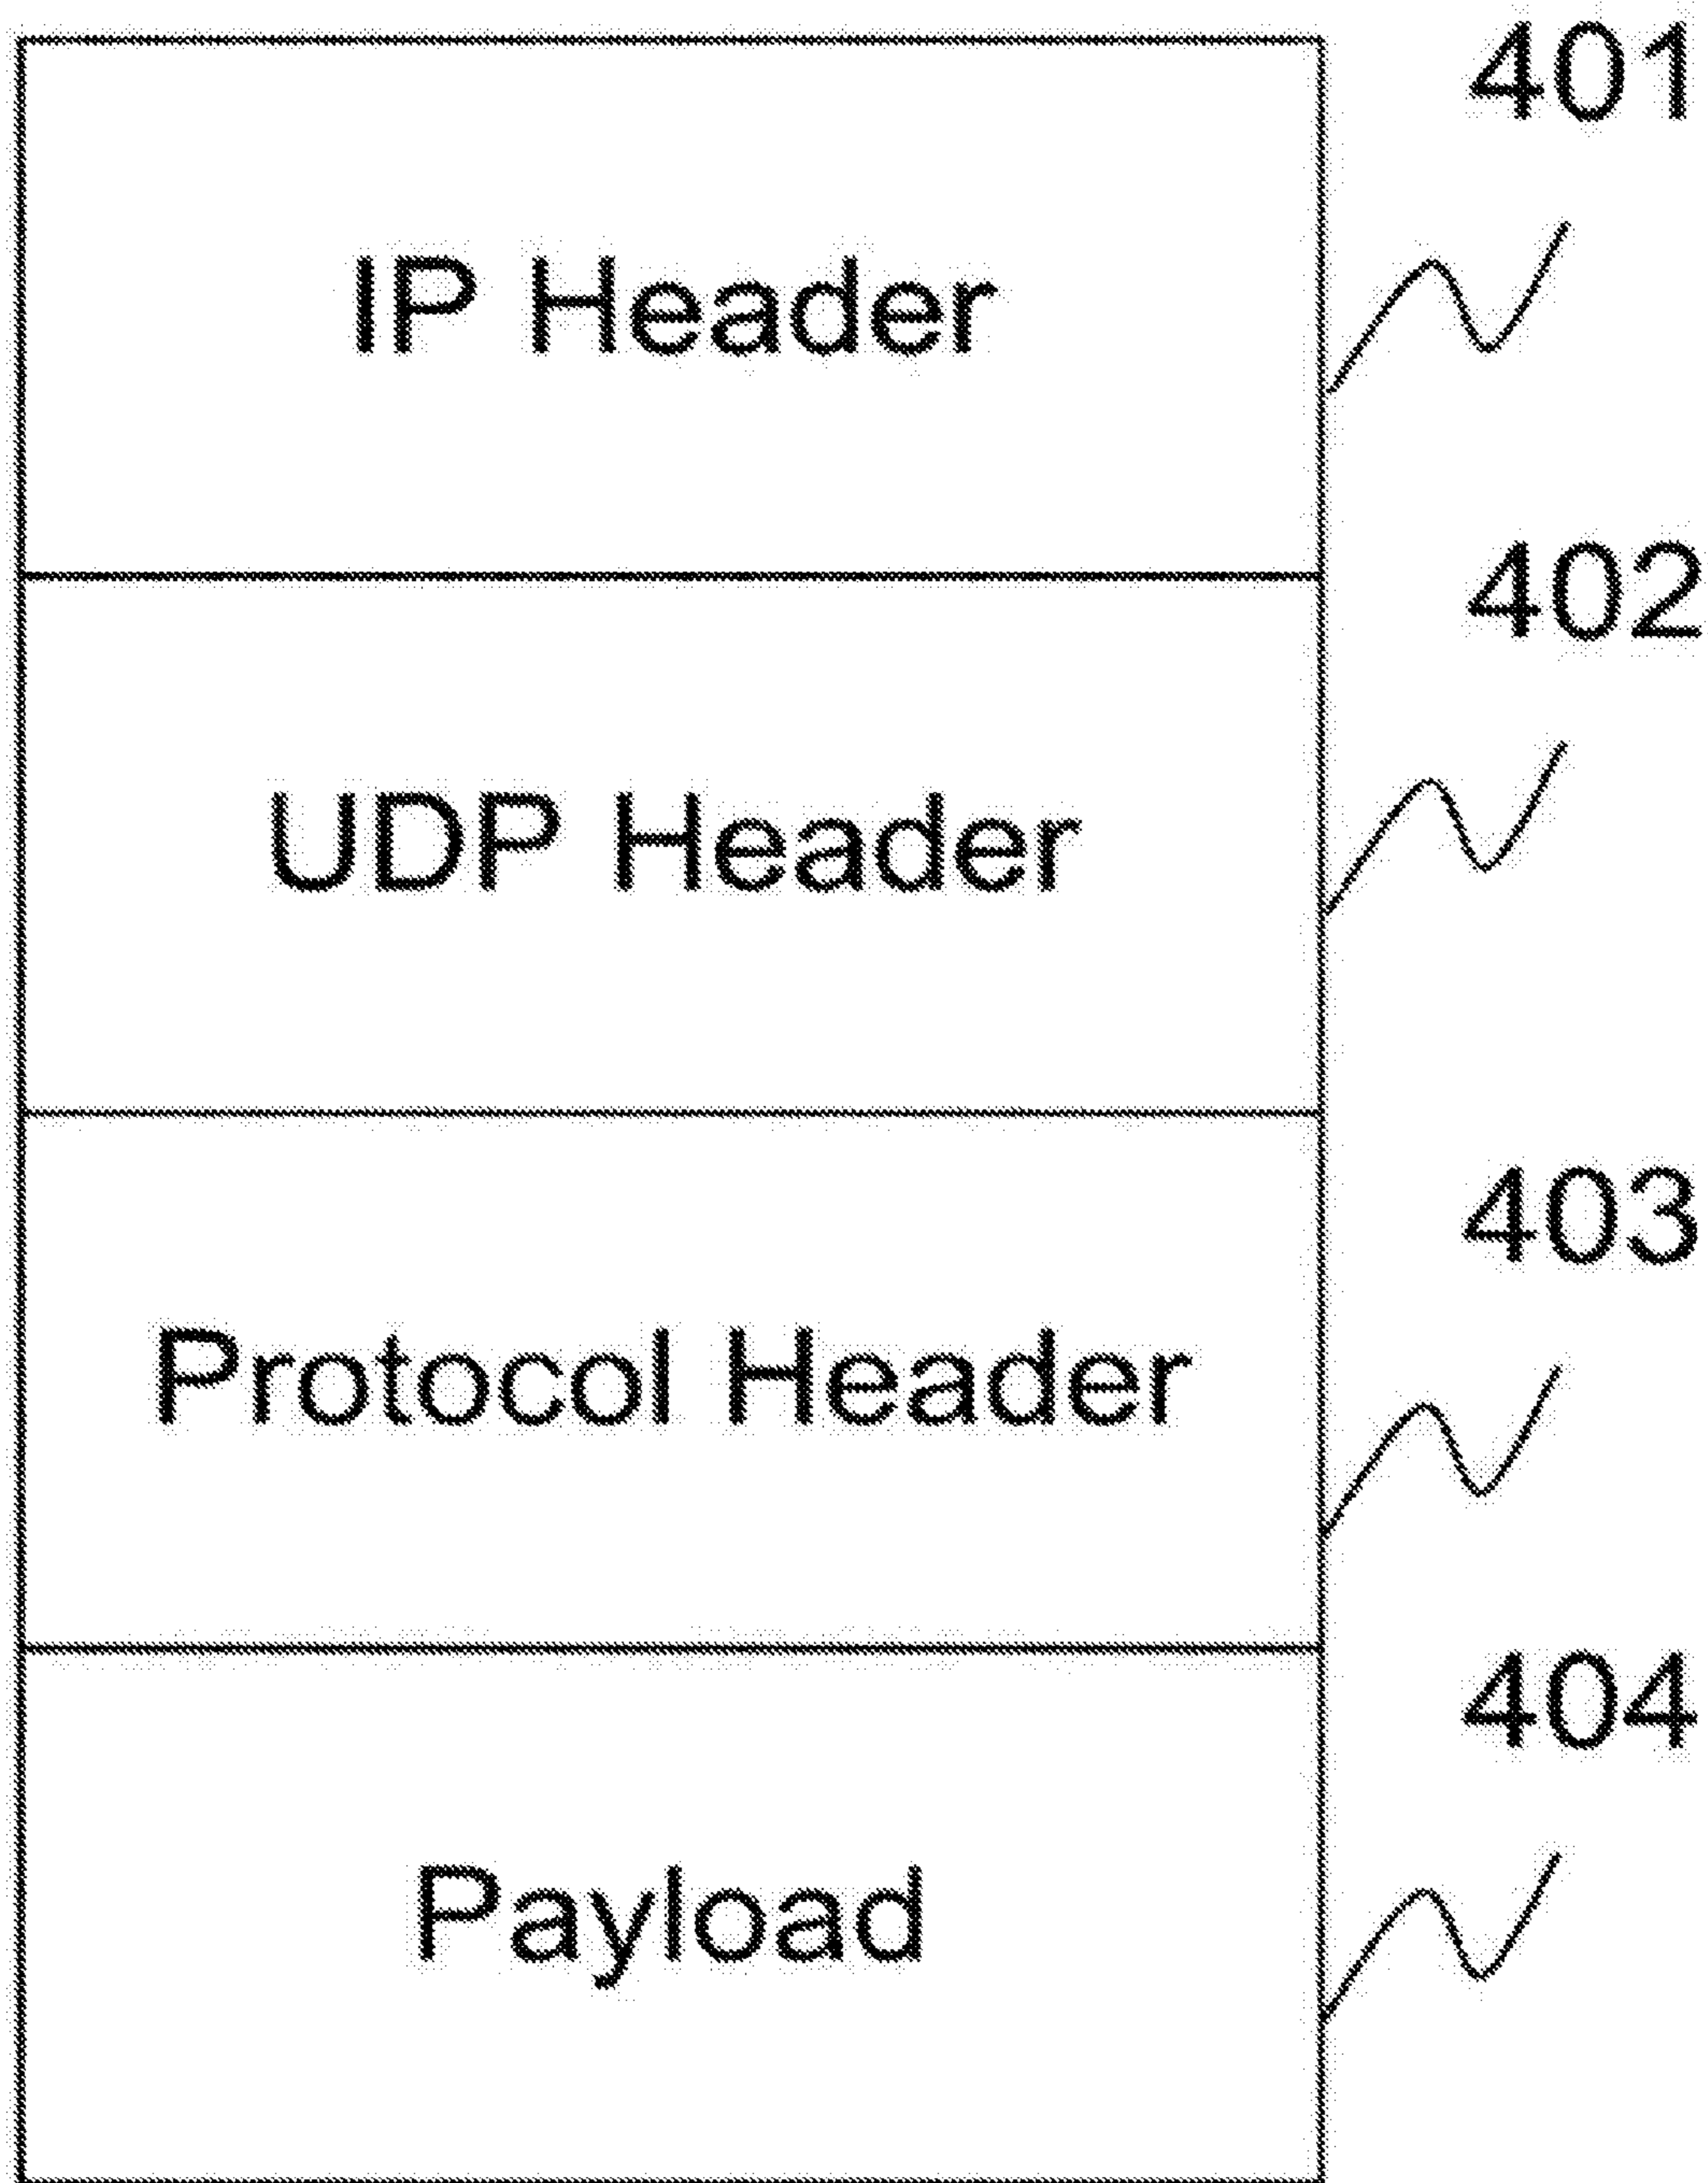 401
IP Header
402
UDP Header
403
Protocol Header
404
Payload